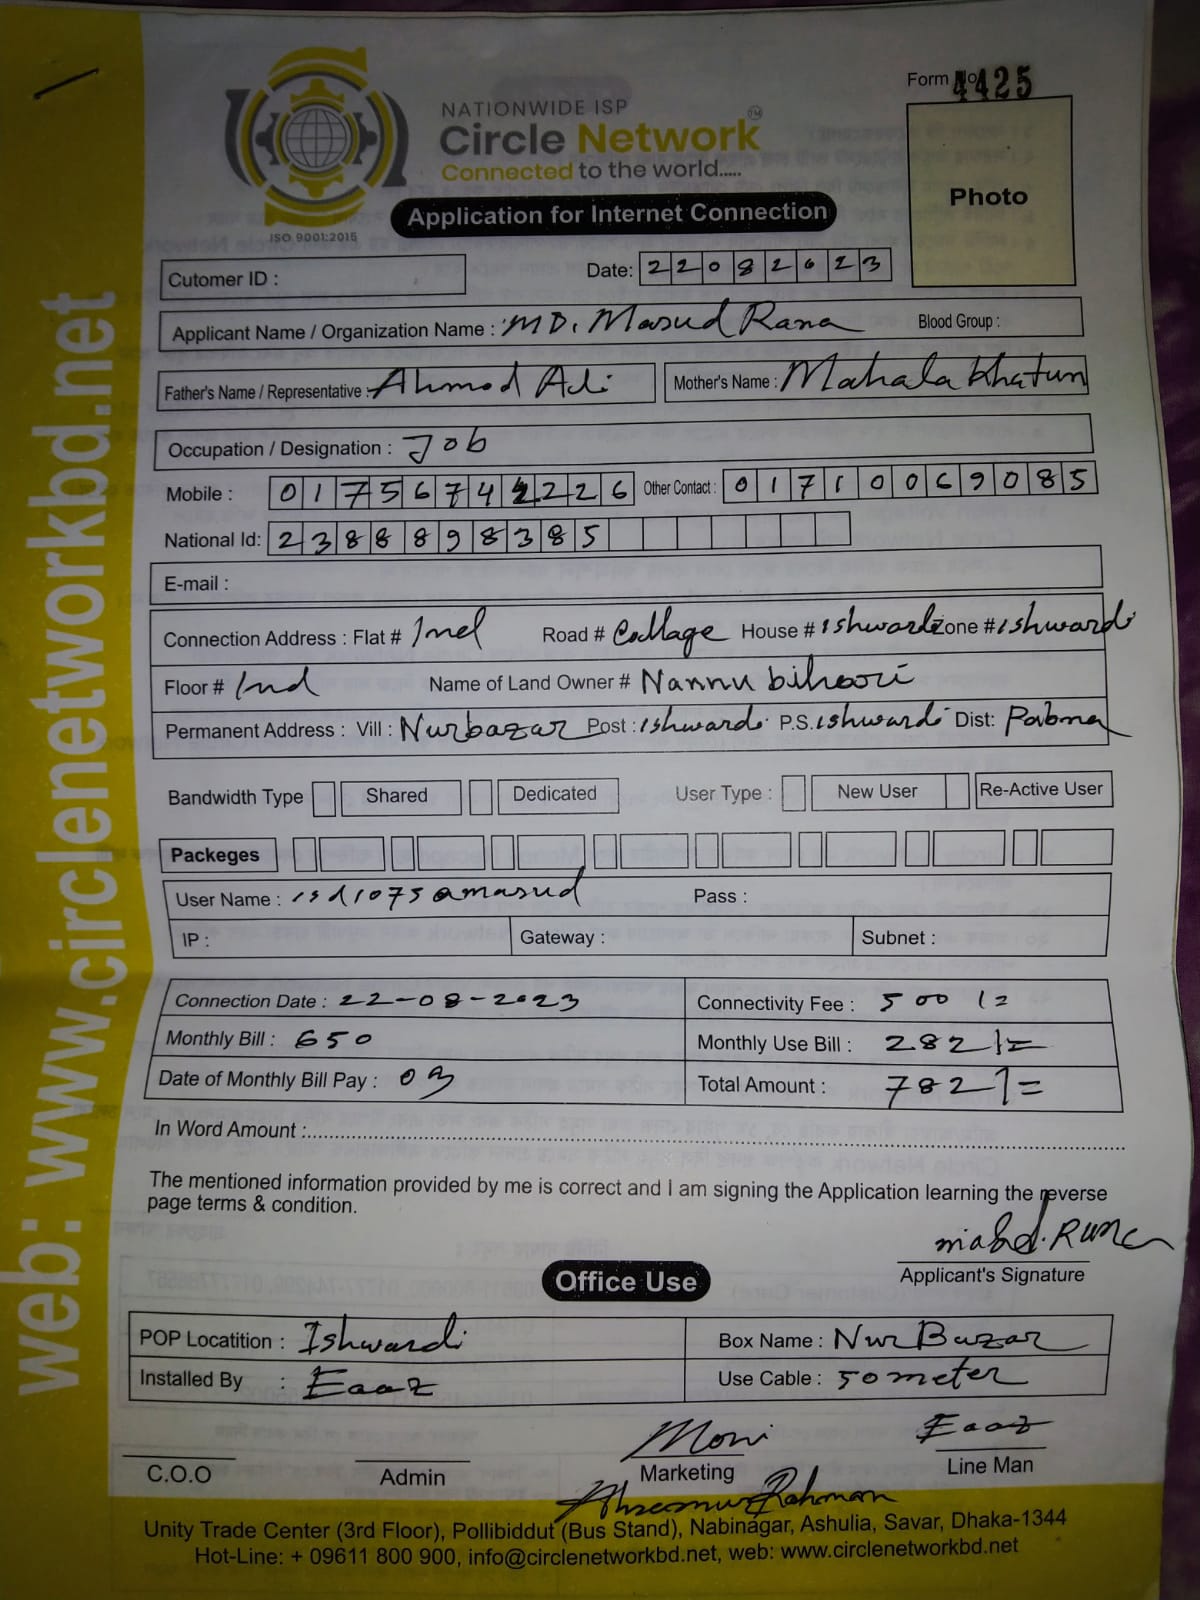 Form No 4425
NATIONWIDE ISP
Circle Network TM
Connected to the world.....
Photo
Application for Internet Connection
ISO 9001:2015
Cutomer ID :
Date: 22082023
Applicant Name / Organization Name : MD. Masud Rana Blood Group :
Father's Name / Representative : Ahmod Ali Mother's Name : Mahala Khatun
Occupation / Designation : Job
Mobile : 01756742226 Other Contact : 01710069085
National Id: 2388898385
E-mail :
Connection Address : Flat # Road # Collage House # ishwardi Zone # ishwardi
Floor # Name of Land Owner # Nannu bihari
Permanent Address : Vill : Nurbazar Post : ishwardi P.S. ishwardi Dist: Pabna
Bandwidth Type Shared Dedicated User Type : New User Re-Active User
Packeges
User Name : isd1075amasud Pass :
IP : Gateway : Subnet :
Connection Date : 22-08-2023 Connectivity Fee : 500/=
Monthly Bill : 650 Monthly Use Bill : 282/=
Date of Monthly Bill Pay : 03 Total Amount : 782/=
In Word Amount :
The mentioned information provided by me is correct and I am signing the Application learning the reverse
page terms & condition.
Applicant's Signature
Office Use
POP Locatition : Ishwardi Box Name : Nur Bazar
Installed By : Eaaz Use Cable : 50 meter
Moni Eaaz
C.O.O Admin Marketing Line Man
Unity Trade Center (3rd Floor), Pollibiddut (Bus Stand), Nabinagar, Ashulia, Savar, Dhaka-1344
Hot-Line: + 09611 800 900, info@circlenetworkbd.net, web: www.circlenetworkbd.net
web: www.circlenetworkbd.net